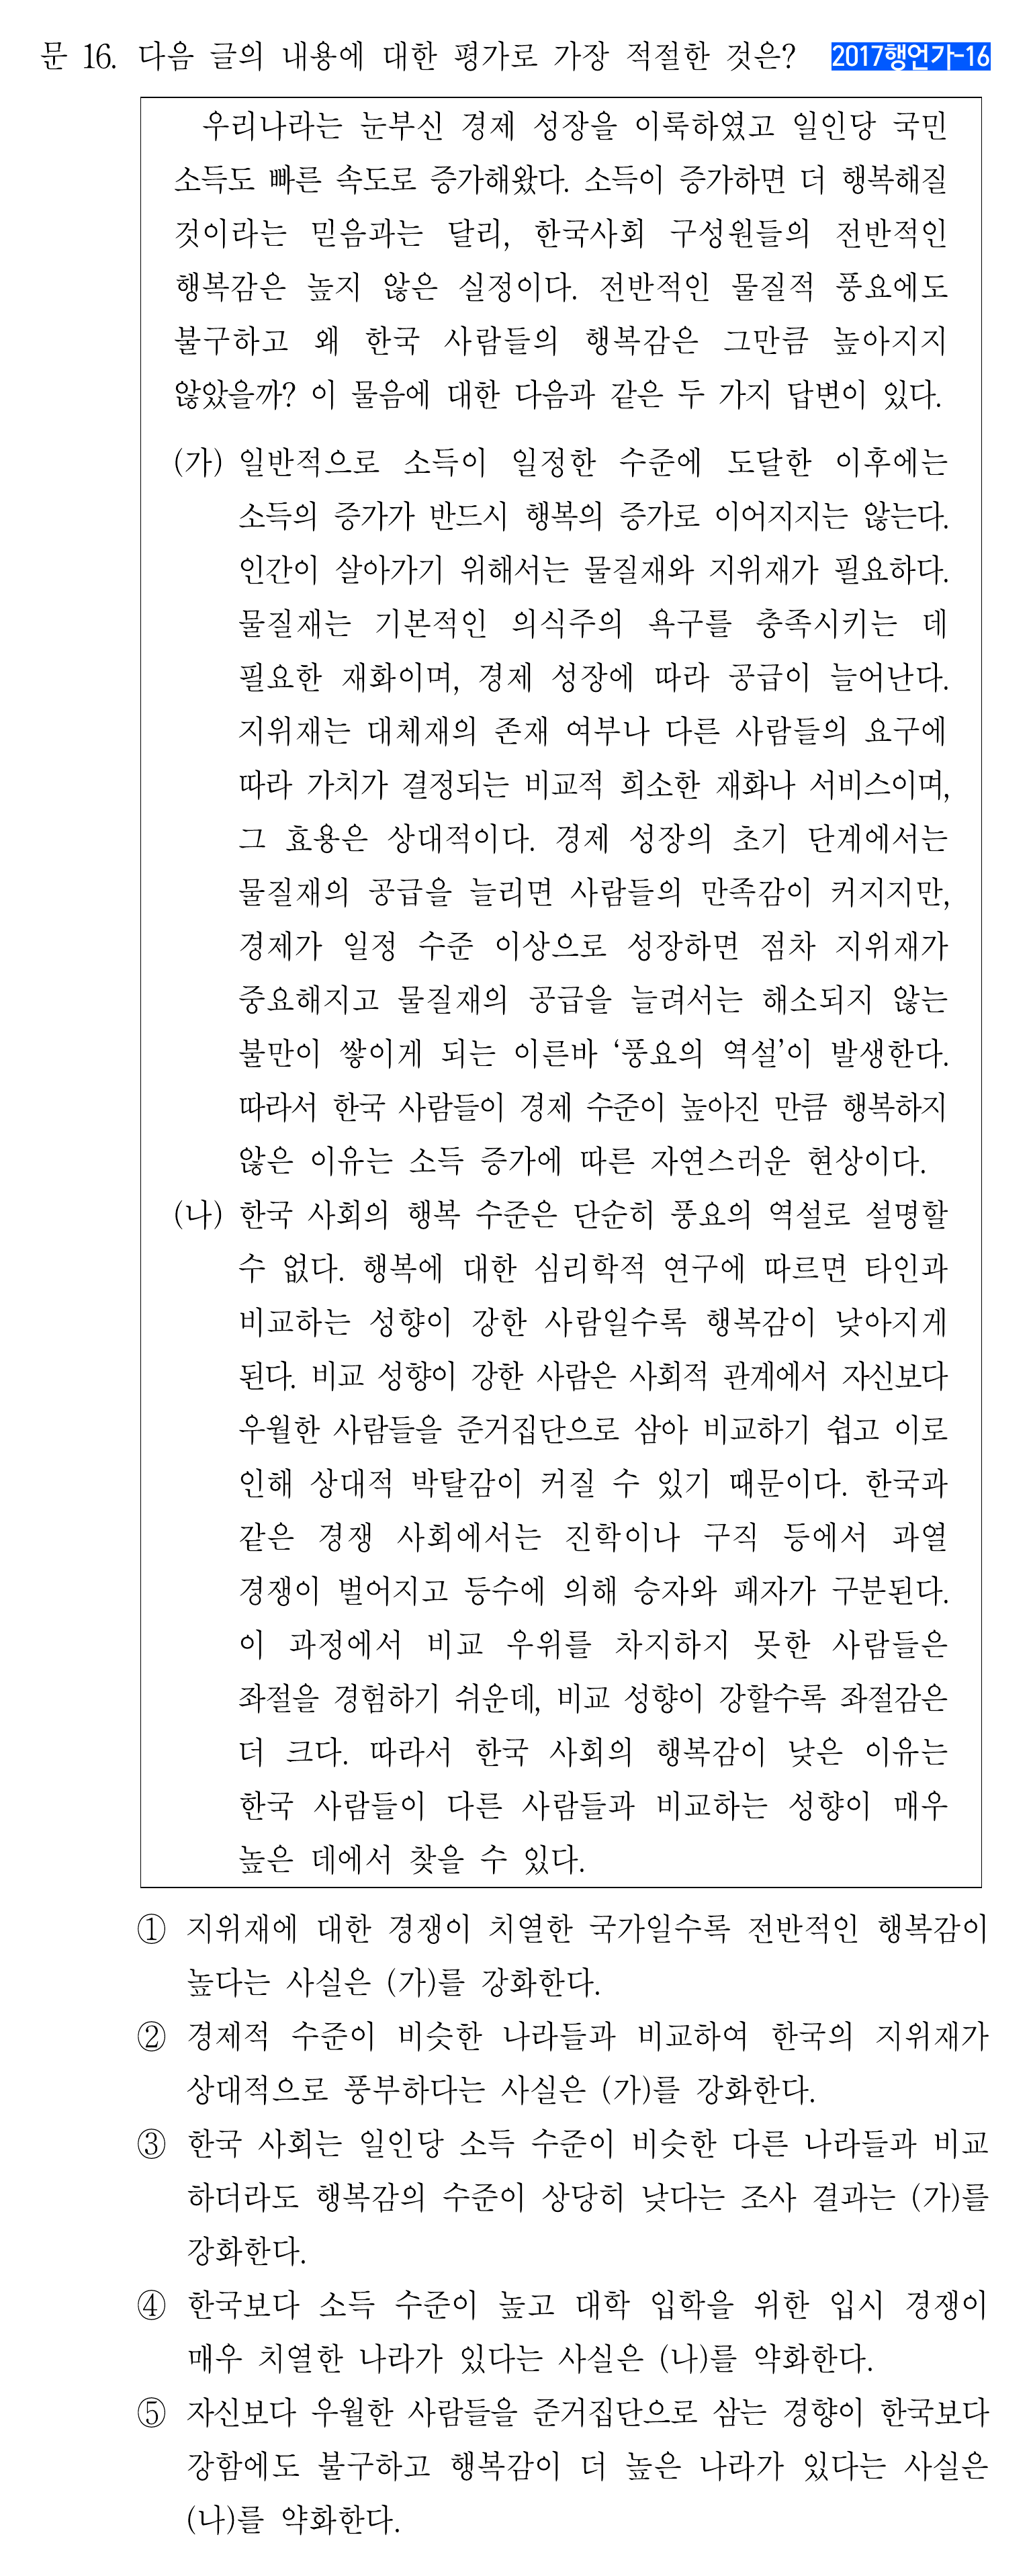 문 16. 다음 글의 내용에 대한 평가로 가장 적절한 것은? 2017행언가-16
우리나라는 눈부신 경제 성장을 이룩하였고 일인당 국민
소득도 빠른 속도로 증가해왔다. 소득이 증가하면 더 행복해질
것이라는 믿음과는 달리, 한국사회 구성원들의 전반적인
행복감은 높지 않은 실정이다. 전반적인 물질적 풍요에도
불구하고 왜 한국 사람들의 행복감은 그만큼 높아지지
않았을까? 이 물음에 대한 다음과 같은 두 가지 답변이 있다.
(가) 일반적으로 소득이 일정한 수준에 도달한 이후에는
소득의 증가가 반드시 행복의 증가로 이어지지는 않는다.
인간이 살아가기 위해서는 물질재와 지위재가 필요하다.
물질재는 기본적인 의식주의 욕구를 충족시키는 데
필요한 재화이며, 경제 성장에 따라 공급이 늘어난다.
지위재는 대체재의 존재 여부나 다른 사람들의 요구에
따라 가치가 결정되는 비교적 희소한 재화나 서비스이며,
그 효용은 상대적이다. 경제 성장의 초기 단계에서는
물질재의 공급을 늘리면 사람들의 만족감이 커지지만,
경제가 일정 수준 이상으로 성장하면 점차 지위재가
중요해지고 물질재의 공급을 늘려서는 해소되지 않는
불만이 쌓이게 되는 이른바 ‘풍요의 역설’이 발생한다.
따라서 한국 사람들이 경제 수준이 높아진 만큼 행복하지
않은 이유는 소득 증가에 따른 자연스러운 현상이다.
(나) 한국 사회의 행복 수준은 단순히 풍요의 역설로 설명할
수 없다. 행복에 대한 심리학적 연구에 따르면 타인과
비교하는 성향이 강한 사람일수록 행복감이 낮아지게
된다. 비교 성향이 강한 사람은 사회적 관계에서 자신보다
우월한 사람들을 준거집단으로 삼아 비교하기 쉽고 이로
인해 상대적 박탈감이 커질 수 있기 때문이다. 한국과
같은 경쟁 사회에서는 진학이나 구직 등에서 과열
경쟁이 벌어지고 등수에 의해 승자와 패자가 구분된다.
이 과정에서 비교 우위를 차지하지 못한 사람들은
좌절을 경험하기 쉬운데, 비교 성향이 강할수록 좌절감은
더 크다. 따라서 한국 사회의 행복감이 낮은 이유는
한국 사람들이 다른 사람들과 비교하는 성향이 매우
높은 데에서 찾을 수 있다.
① 지위재에 대한 경쟁이 치열한 국가일수록 전반적인 행복감이
높다는 사실은 (가)를 강화한다.
② 경제적 수준이 비슷한 나라들과 비교하여 한국의 지위재가
상대적으로 풍부하다는 사실은 (가)를 강화한다.
③ 한국 사회는 일인당 소득 수준이 비슷한 다른 나라들과 비교
하더라도 행복감의 수준이 상당히 낮다는 조사 결과는 (가)를
강화한다.
④ 한국보다 소득 수준이 높고 대학 입학을 위한 입시 경쟁이
매우 치열한 나라가 있다는 사실은 (나)를 약화한다.
⑤ 자신보다 우월한 사람들을 준거집단으로 삼는 경향이 한국보다
강함에도 불구하고 행복감이 더 높은 나라가 있다는 사실은
(나)를 약화한다.